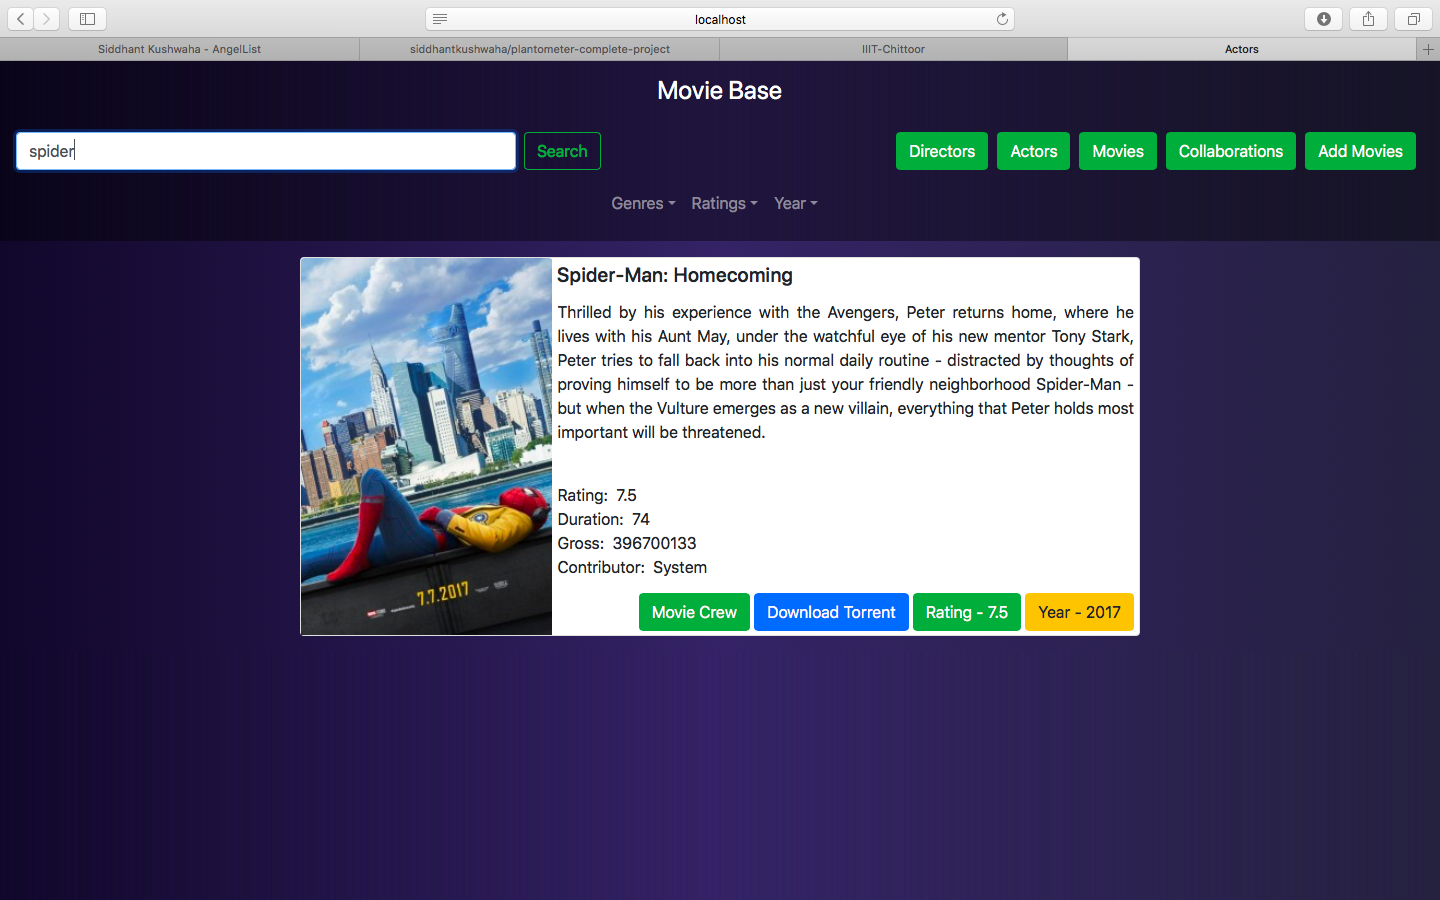 localhost
Siddhant Kushwaha - AngelList
siddhantkushwaha/plantometer-complete-project
IIIT-Chittoor
Actors
Movie Base
spider
Search
Directors
Actors
Movies
Collaborations
Add Movies
Genres
Ratings
Year
Spider-Man: Homecoming
Thrilled by his experience with the Avengers, Peter returns home, where he
lives with his Aunt May, under the watchful eye of his new mentor Tony Stark,
Peter tries to fall back into his normal daily routine - distracted by thoughts of
proving himself to be more than just your friendly neighborhood Spider-Man -
but when the Vulture emerges as a new villain, everything that Peter holds most
important will be threatened.
Rating: 7.5
Duration: 74
Gross: 396700133
Contributor: System
7.7.2017
Movie Crew
Download Torrent
Rating - 7.5
Year - 2017